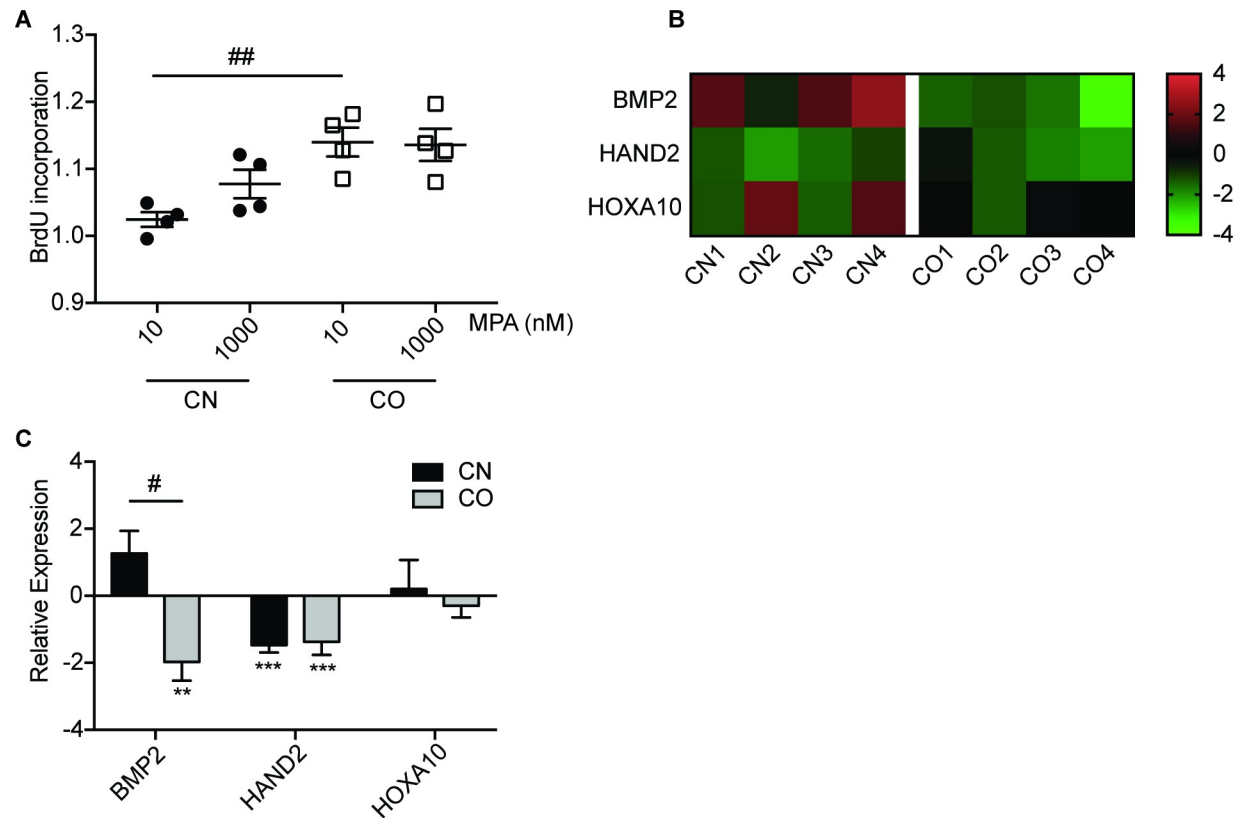 A
BrdU incorporation
1.3
1.2
1.1
1.0
0.9
##
10
1000
10
1000
MPA (nM)
CN
CO
B
BMP2
HAND2
HOXA10
CN1
CN2
CN3
CN4
CO1
CO2
CO3
CO4
4
2
0
-2
-4
C
Relative Expression
4
2
0
-2
-4
#
CN
CO
**
***
***
BMP2
HAND2
HOXA10